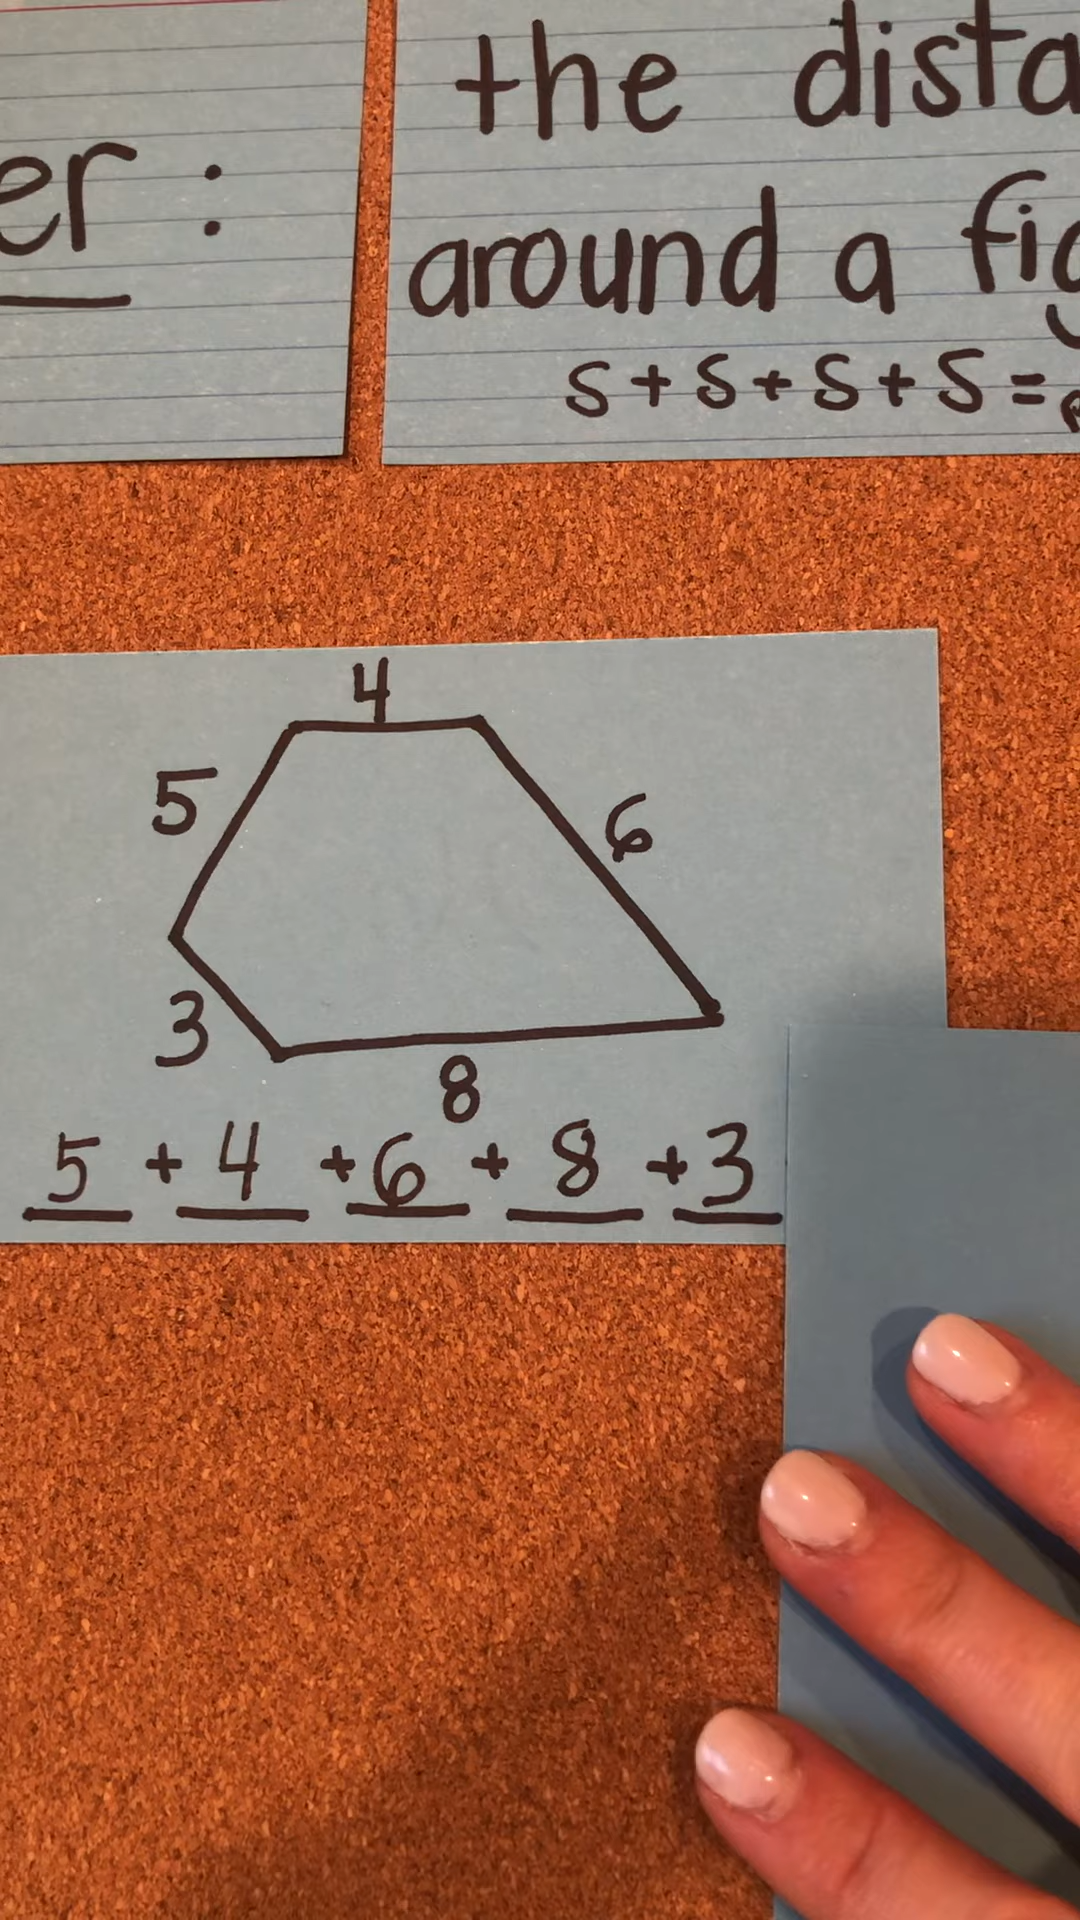 er :
the dista
around a fig
S + S + S + S =
4
5
6
3
8
5 + 4 + 6 + 8 + 3